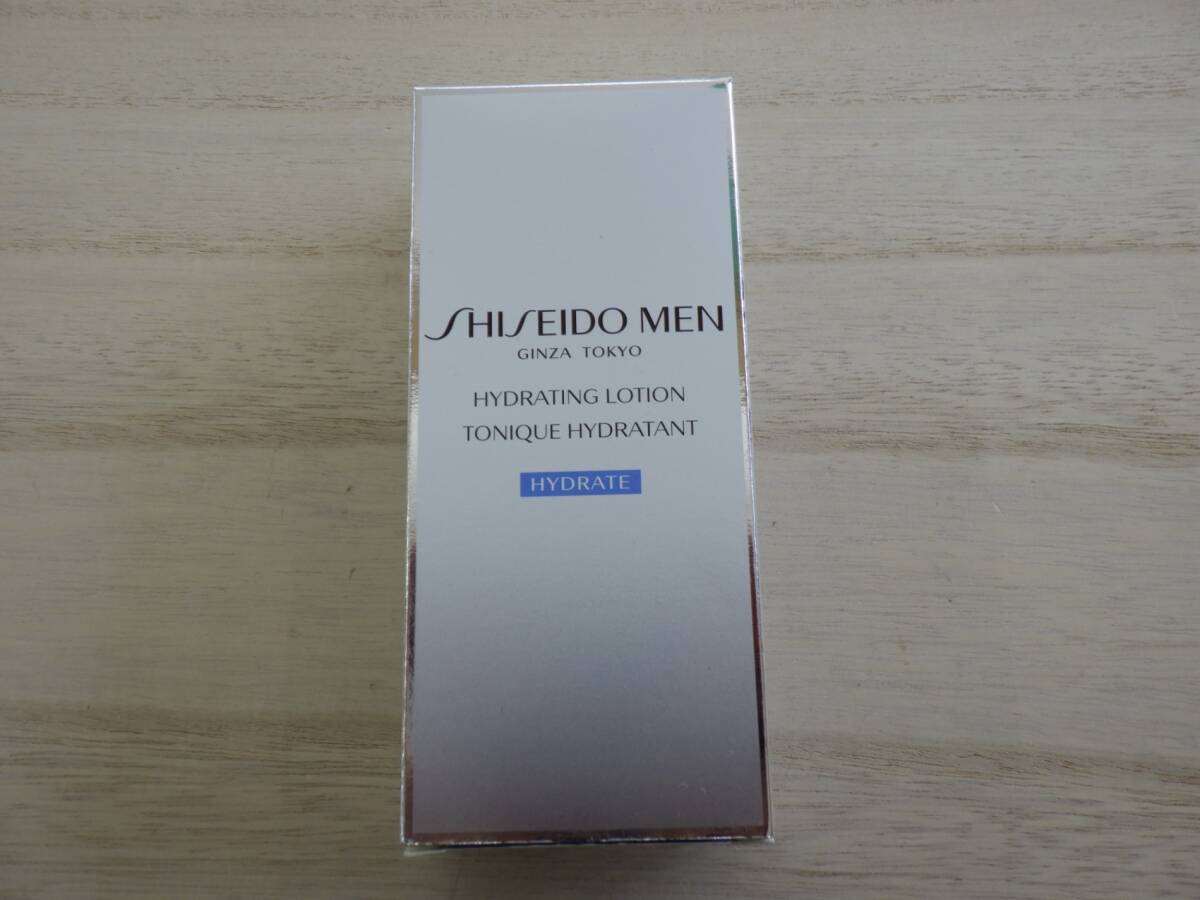 SHISEIDO MEN
GINZA TOKYO
HYDRATING LOTION
TONIQUE HYDRATANT
HYDRATE